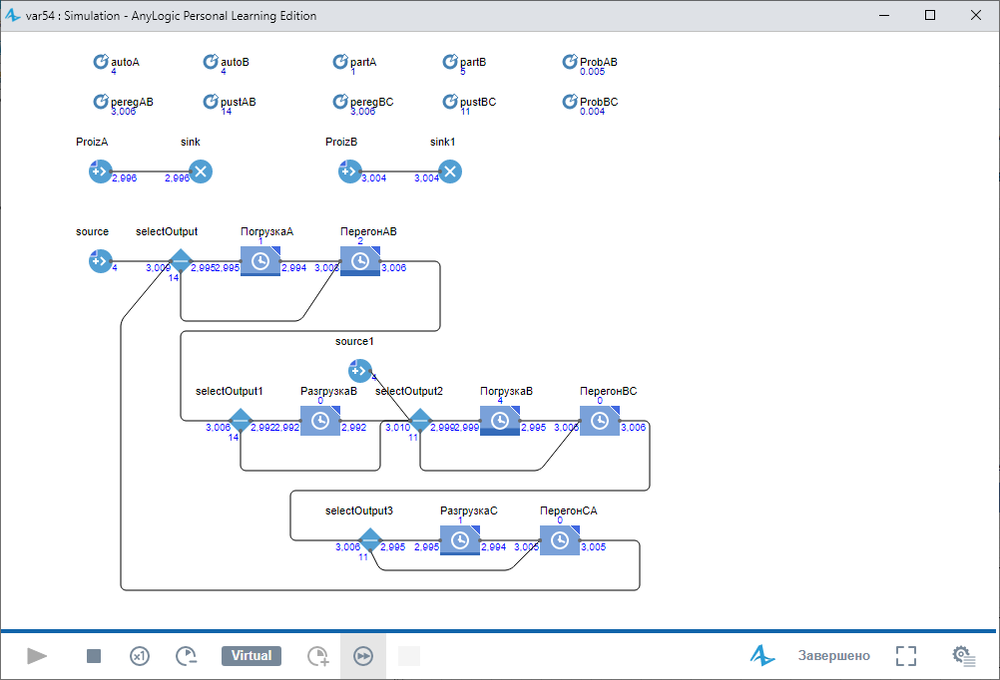 var54 : Simulation - AnyLogic Personal Learning Edition
autoA autoB partA partB ProbAB
4 4 1 5 0.005
peregAB pustAB peregBC pustBC ProbBC
3,006 14 3,006 11 0.004
ProizA sink ProizB sink1
2,996 2,996 3,004 3,004
source selectOutput ПогрузкаА ПерегонАВ
1 2
4 3,009 2,995 2,995 2,994 3,008 3,006
14
source1
4
selectOutput1 РазгрузкаВ selectOutput2 ПогрузкаВ ПерегонВС
0 4 0
3,006 2,992 2,992 2,992 3,010 2,999 2,999 2,995 3,006 3,006
14 11
selectOutput3 РазгрузкаС ПерегонСА
1 0
3,006 2,995 2,995 2,994 3,005 3,005
11
x1 Virtual Завершено